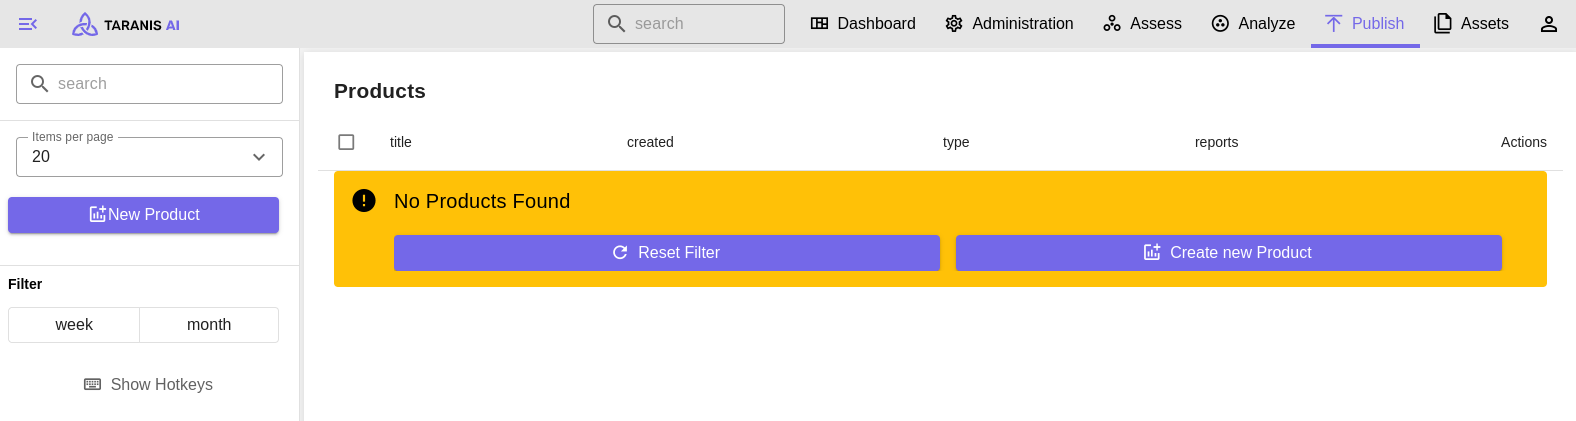 TARANIS AI
search
Dashboard
Administration
Assess
Analyze
Publish
Assets
search
Items per page
20
New Product
Filter
week month
Show Hotkeys
Products
title created type reports Actions
No Products Found
Reset Filter Create new Product